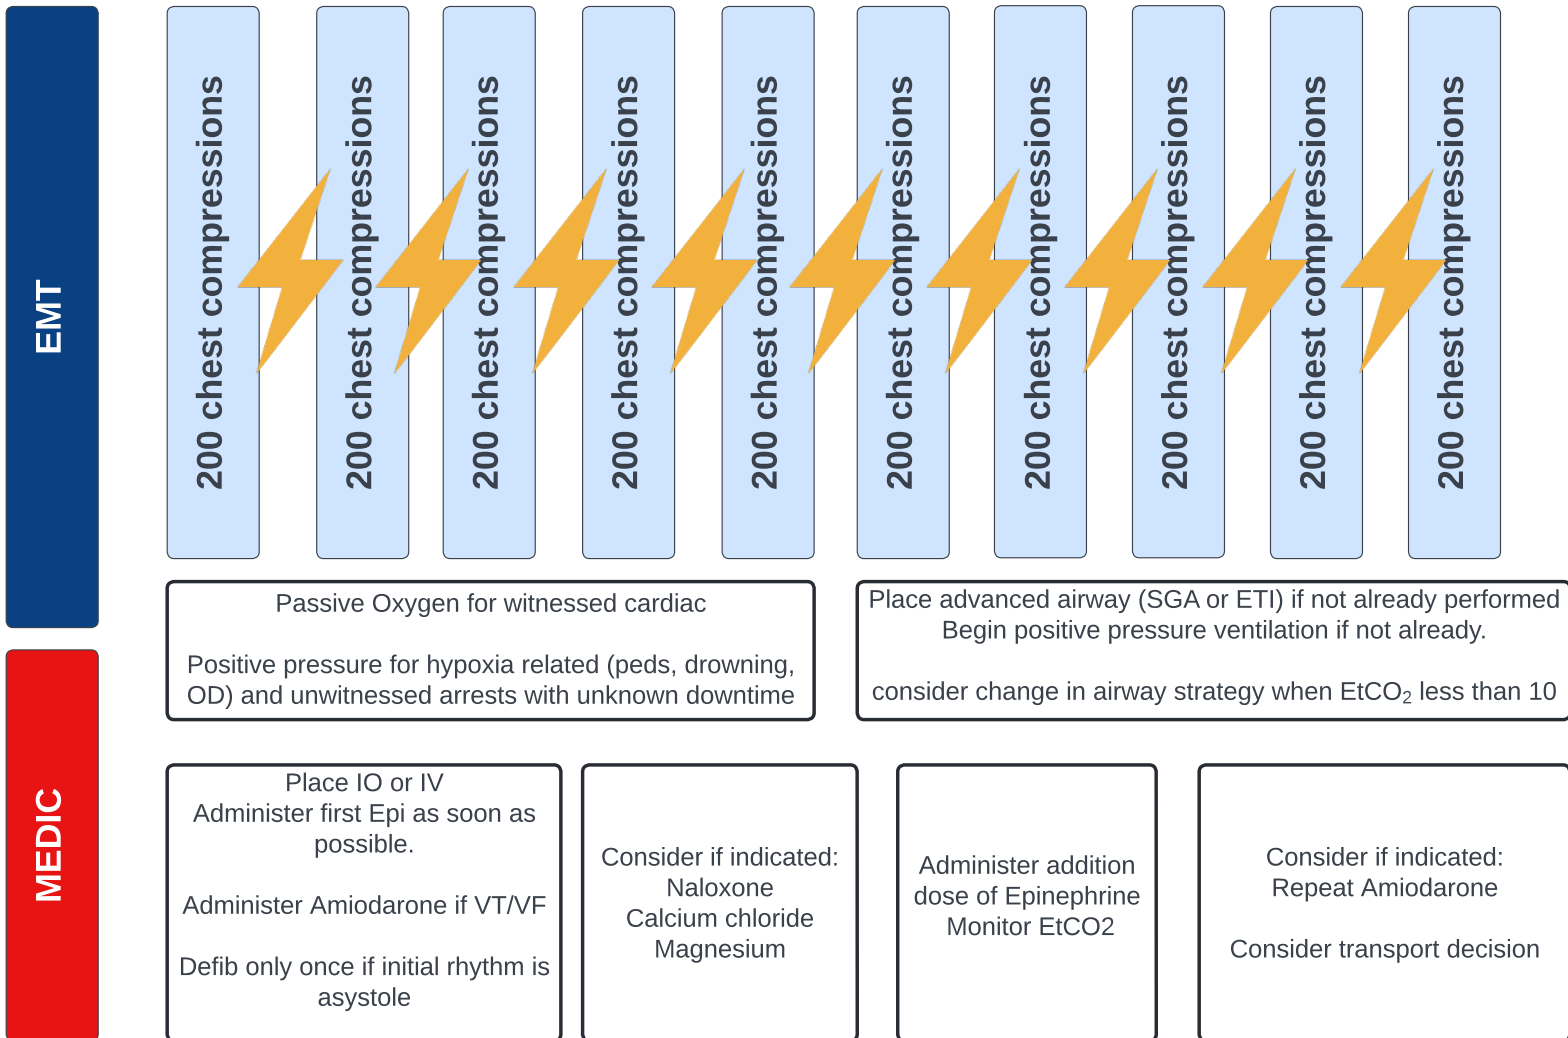 EMT
200 chest compressions
200 chest compressions
200 chest compressions
200 chest compressions
200 chest compressions
200 chest compressions
200 chest compressions
200 chest compressions
200 chest compressions
200 chest compressions
Passive Oxygen for witnessed cardiac
Positive pressure for hypoxia related (peds, drowning,
OD) and unwitnessed arrests with unknown downtime
Place advanced airway (SGA or ETI) if not already performed
Begin positive pressure ventilation if not already.
consider change in airway strategy when EtCO₂ less than 10
MEDIC
Place IO or IV
Administer first Epi as soon as
possible.
Administer Amiodarone if VT/VF
Defib only once if initial rhythm is
asystole
Consider if indicated:
Naloxone
Calcium chloride
Magnesium
Administer addition
dose of Epinephrine
Monitor EtCO2
Consider if indicated:
Repeat Amiodarone
Consider transport decision